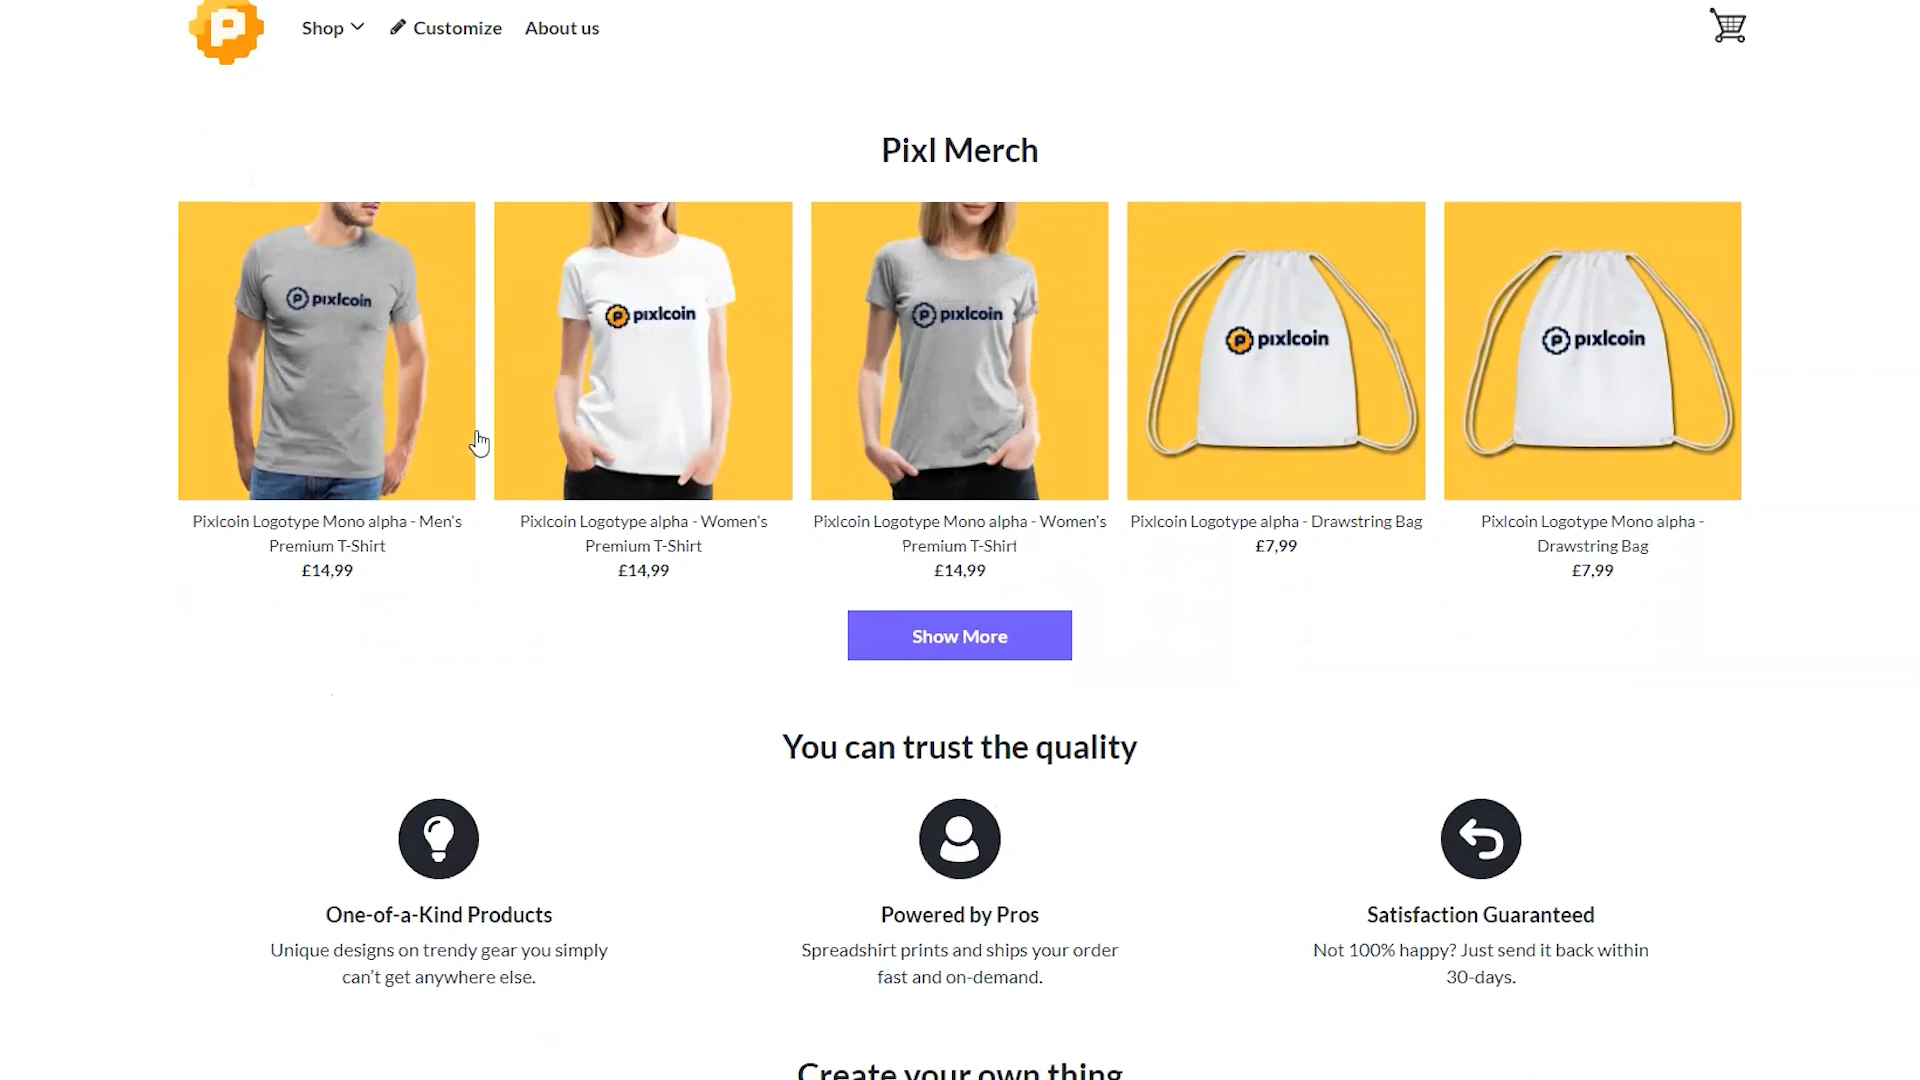 P
Shop
Customize
About us
Pixl Merch
P pıxlcoin
P pıxlcoin
P pıxlcoin
P pıxlcoin
P pıxlcoin
Pixlcoin Logotype Mono alpha - Men's
Premium T-Shirt
£14,99
Pixlcoin Logotype alpha - Women's
Premium T-Shirt
£14,99
Pixlcoin Logotype Mono alpha - Women's
Premium T-Shirt
£14,99
Pixlcoin Logotype alpha - Drawstring Bag
£7,99
Pixlcoin Logotype Mono alpha -
Drawstring Bag
£7,99
Show More
You can trust the quality
One-of-a-Kind Products
Unique designs on trendy gear you simply
can’t get anywhere else.
Powered by Pros
Spreadshirt prints and ships your order
fast and on-demand.
Satisfaction Guaranteed
Not 100% happy? Just send it back within
30-days.
Create your own thing